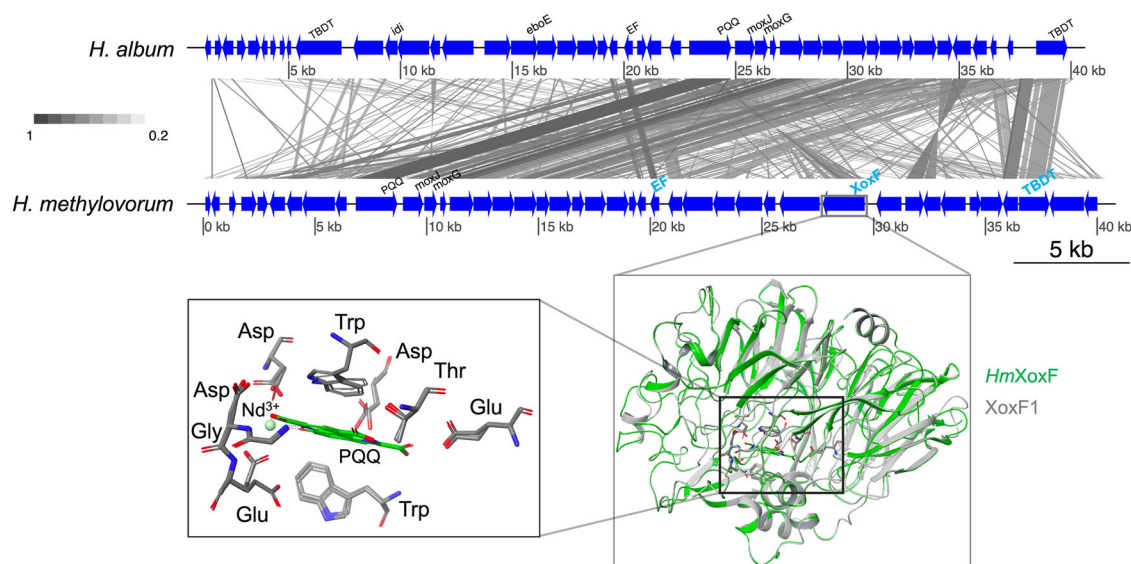 TBDT idi eboE EF PQQ moxJ moxG TBDT
H. album
5 kb 10 kb 15 kb 20 kb 25 kb 30 kb 35 kb 40 kb
1 0.2
PQQ moxJ moxG EF XoxF TBDT
H. methylovorum
0 kb 5 kb 10 kb 15 kb 20 kb 25 kb 30 kb 35 kb 40 kb
5 kb
Trp
Asp
Asp
Thr
Asp
Nd³⁺
Glu
Gly
PQQ
Glu
Trp
HmXoxF
XoxF1